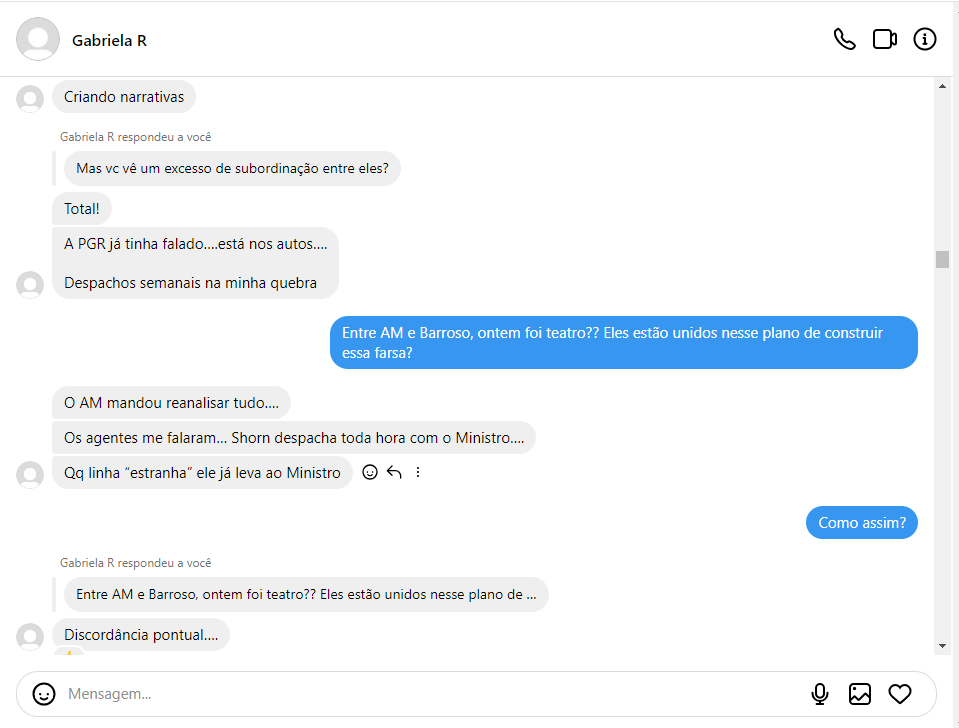 Gabriela R
Criando narrativas
Gabriela R respondeu a você
Mas vc vê um excesso de subordinação entre eles?
Total!
A PGR já tinha falado....está nos autos....
Despachos semanais na minha quebra
Entre AM e Barroso, ontem foi teatro?? Eles estão unidos nesse plano de construir
essa farsa?
O AM mandou reanalisar tudo....
Os agentes me falaram... Shorn despacha toda hora com o Ministro....
Qq linha “estranha” ele já leva ao Ministro
Como assim?
Gabriela R respondeu a você
Entre AM e Barroso, ontem foi teatro?? Eles estão unidos nesse plano de ...
Discordância pontual....
Mensagem...